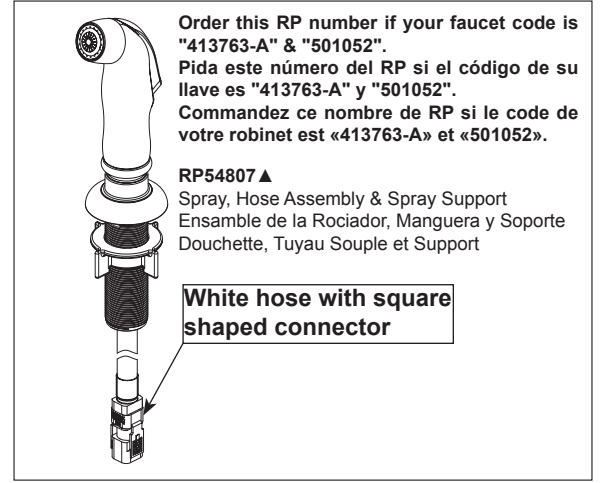 Order this RP number if your faucet code is
"413763-A" & "501052".
Pida este número del RP si el código de su
llave es "413763-A" y "501052".
Commandez ce nombre de RP si le code de
votre robinet est «413763-A» et «501052».
RP54807▲
Spray, Hose Assembly & Spray Support
Ensamble de la Rociador, Manguera y Soporte
Douchette, Tuyau Souple et Support
White hose with square
shaped connector